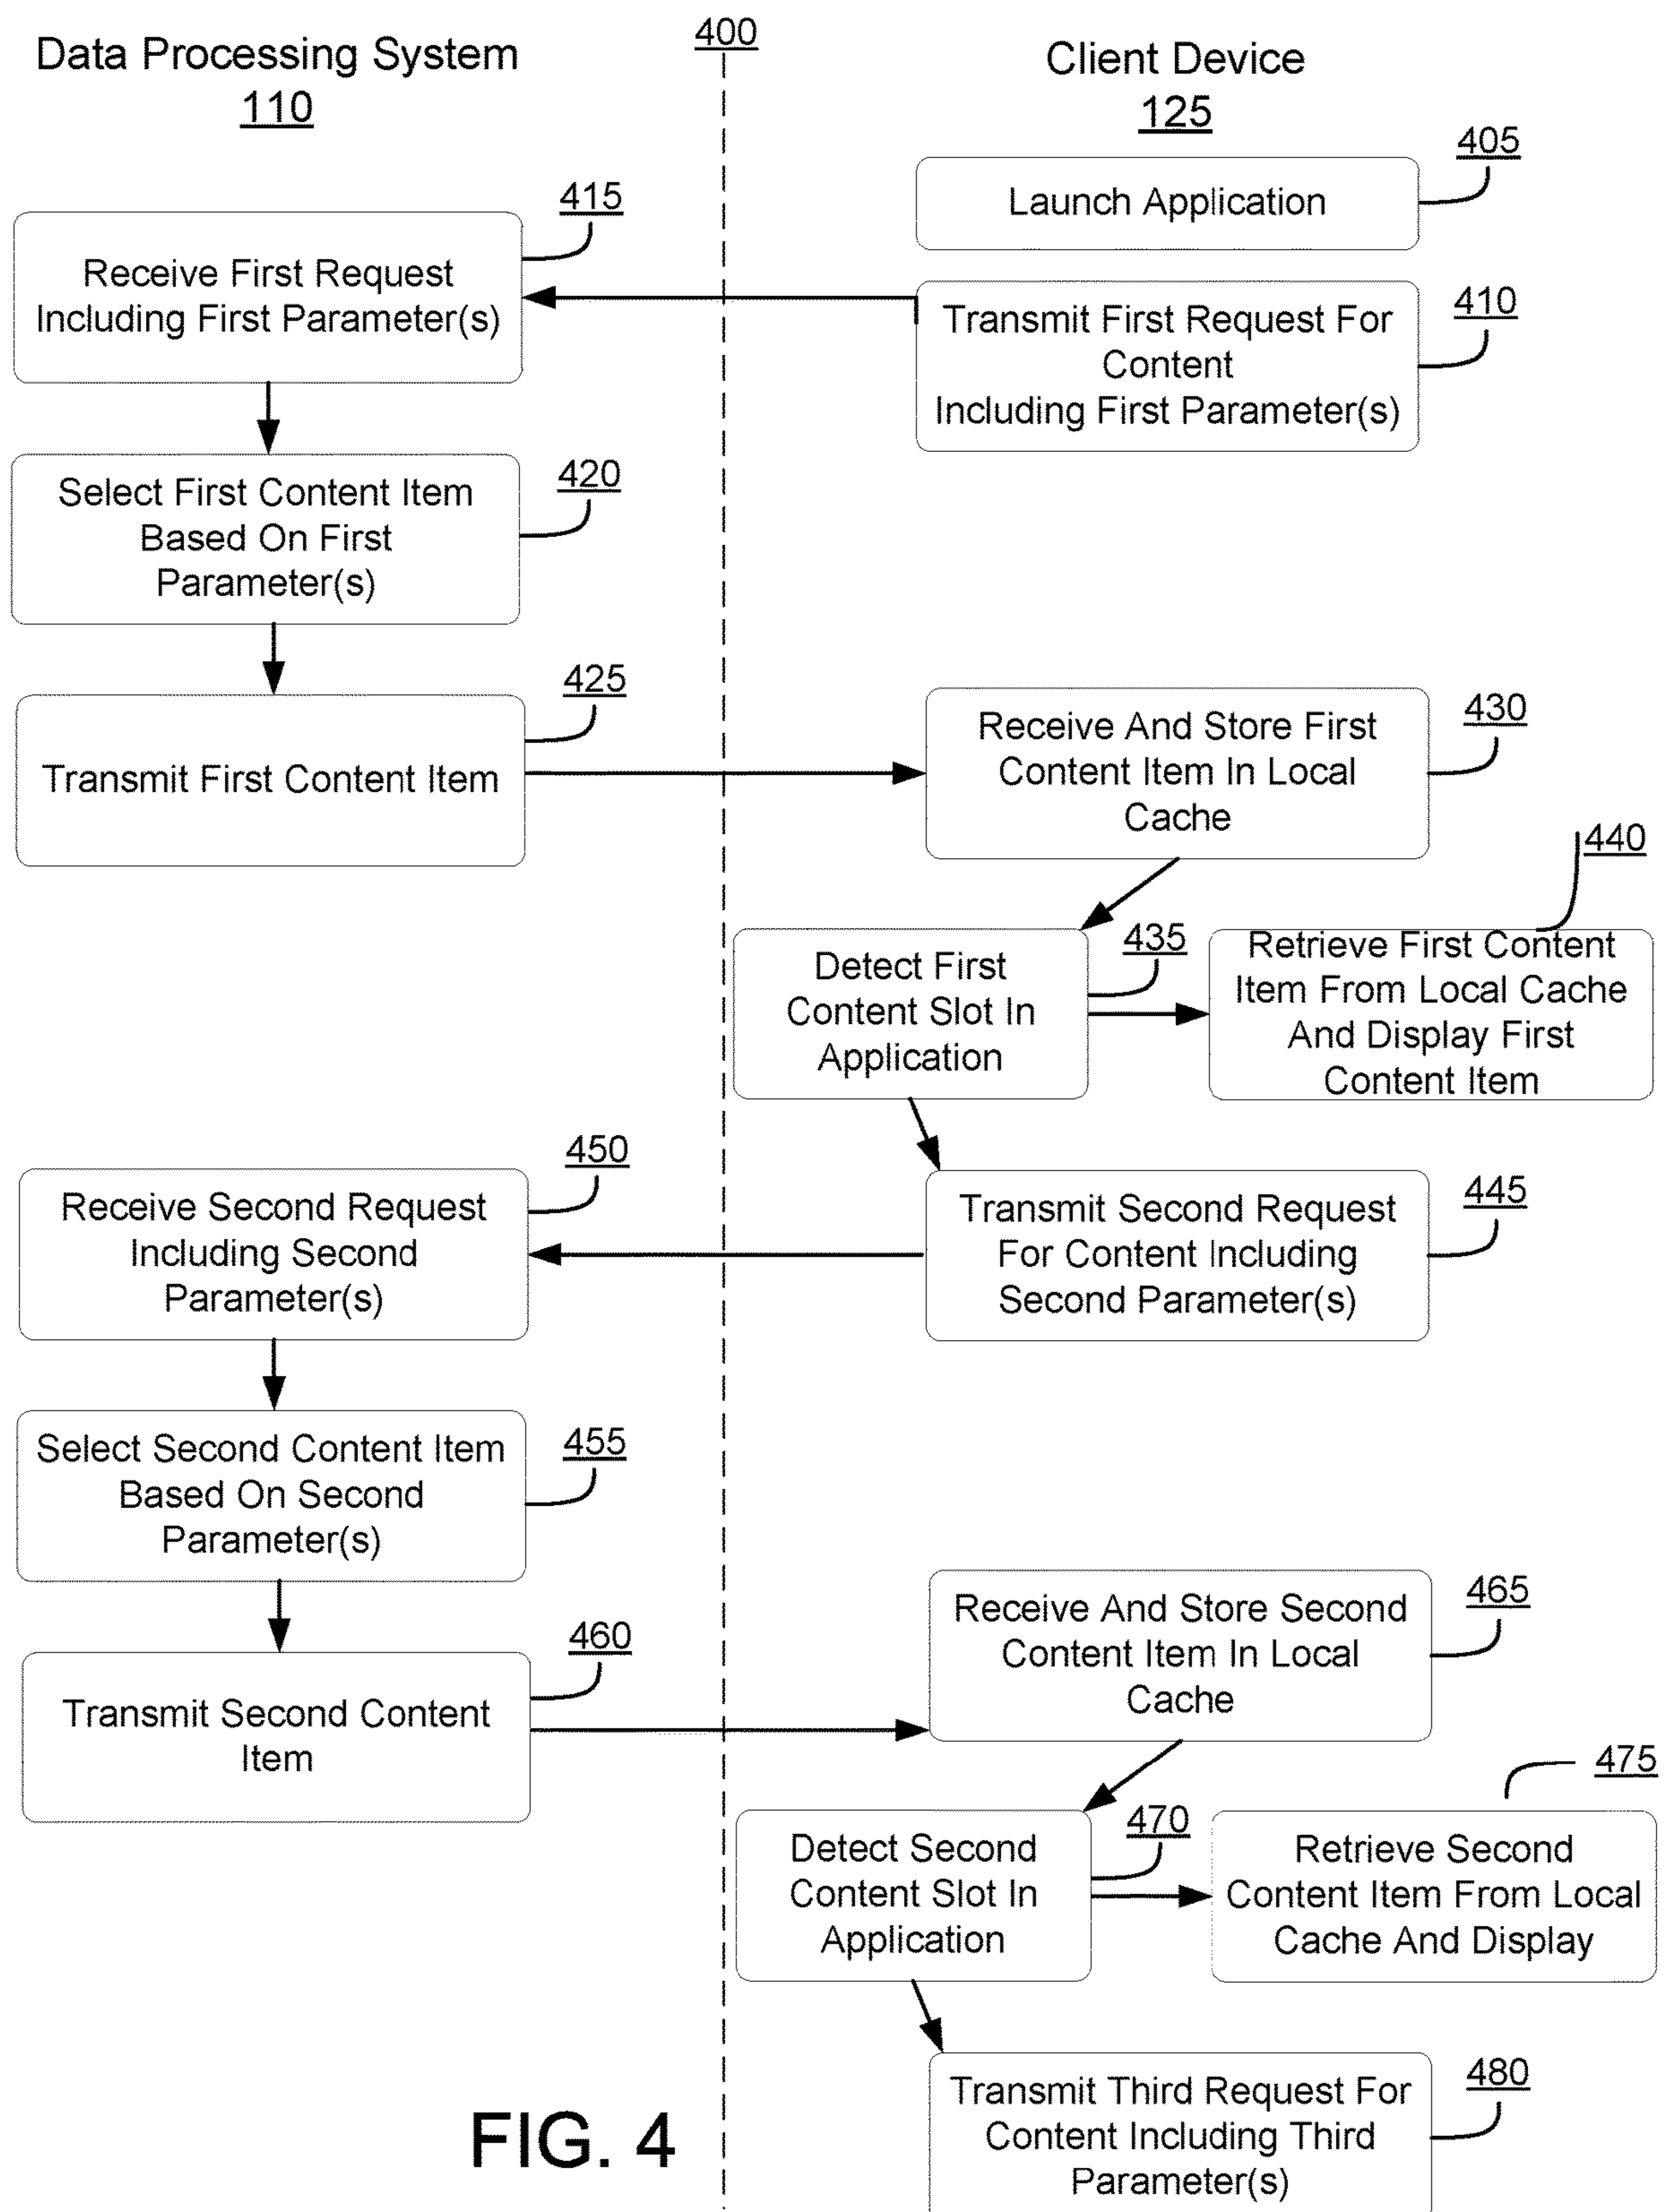 400
Data Processing System
110
Client Device
125
405
Launch Application
415
Receive First Request
Including First Parameter(s)
410
Transmit First Request For
Content
Including First Parameter(s)
420
Select First Content Item
Based On First
Parameter(s)
425
Transmit First Content Item
430
Receive And Store First
Content Item In Local
Cache
435
Detect First
Content Slot In
Application
440
Retrieve First Content
Item From Local Cache
And Display First
Content Item
445
Transmit Second Request
For Content Including
Second Parameter(s)
450
Receive Second Request
Including Second
Parameter(s)
455
Select Second Content Item
Based On Second
Parameter(s)
460
Transmit Second Content
Item
465
Receive And Store Second
Content Item In Local
Cache
470
Detect Second
Content Slot In
Application
475
Retrieve Second
Content Item From Local
Cache And Display
480
Transmit Third Request For
Content Including Third
Parameter(s)
FIG. 4